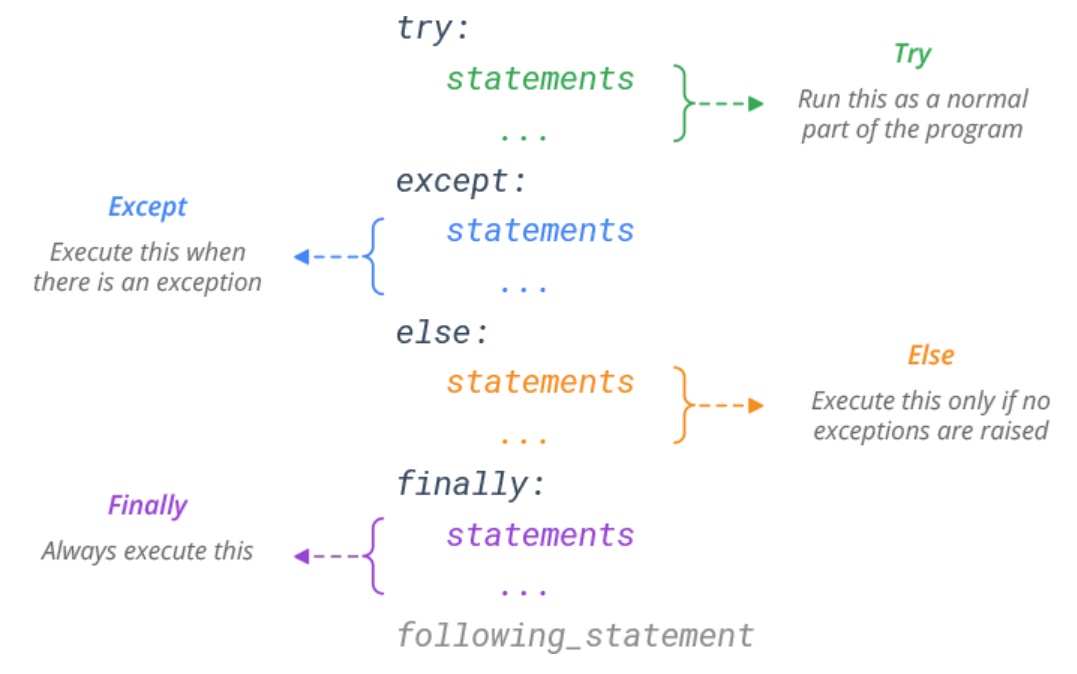 try:
Try
statements
Run this as a normal
part of the program
...
except:
Except
statements
Execute this when
there is an exception
...
else:
Else
statements
Execute this only if no
exceptions are raised
...
finally:
Finally
statements
Always execute this
...
following_statement